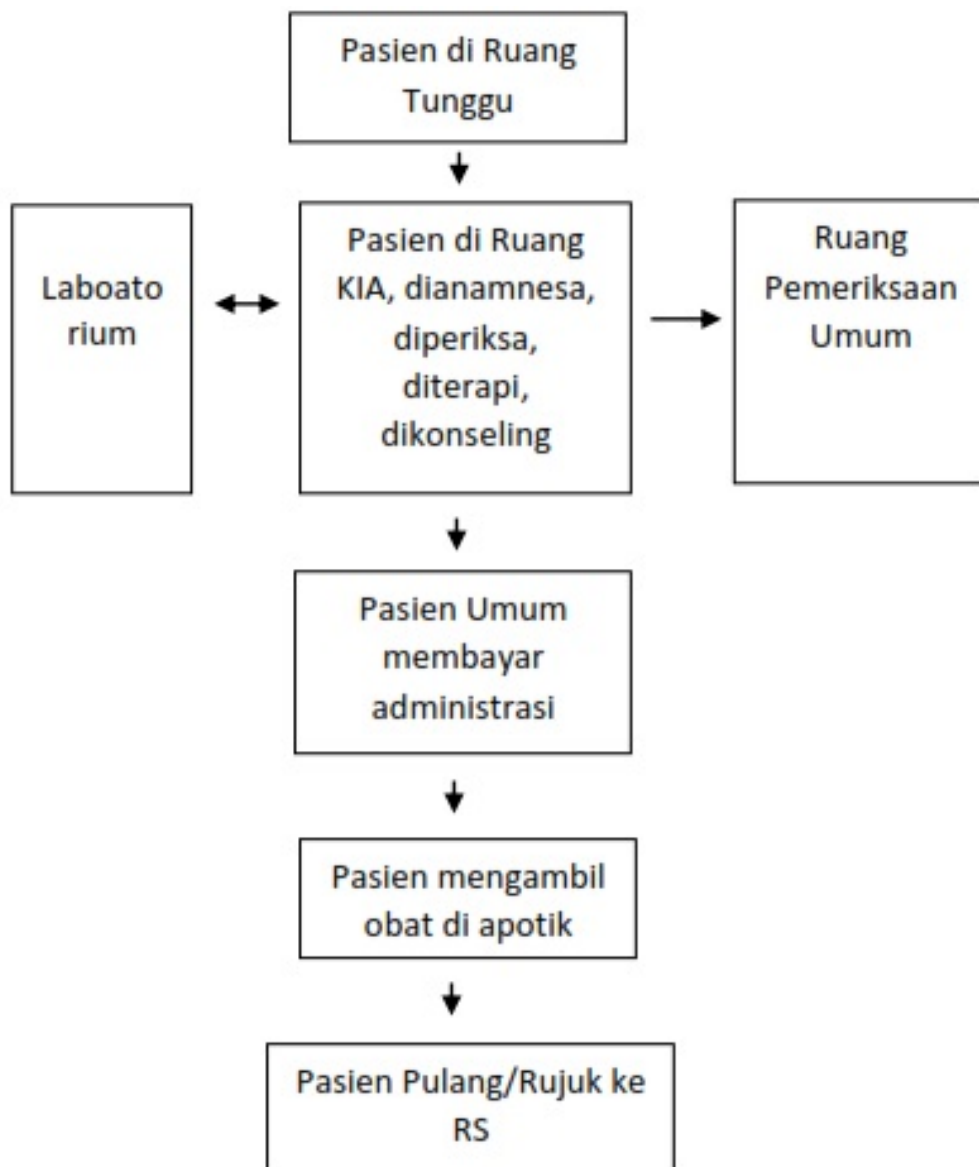 Pasien di Ruang
Tunggu
Laboato
rium
Pasien di Ruang
KIA, dianamnesa,
diperiksa,
diterapi,
dikonseling
Ruang
Pemeriksaan
Umum
Pasien Umum
membayar
administrasi
Pasien mengambil
obat di apotik
Pasien Pulang/Rujuk ke
RS